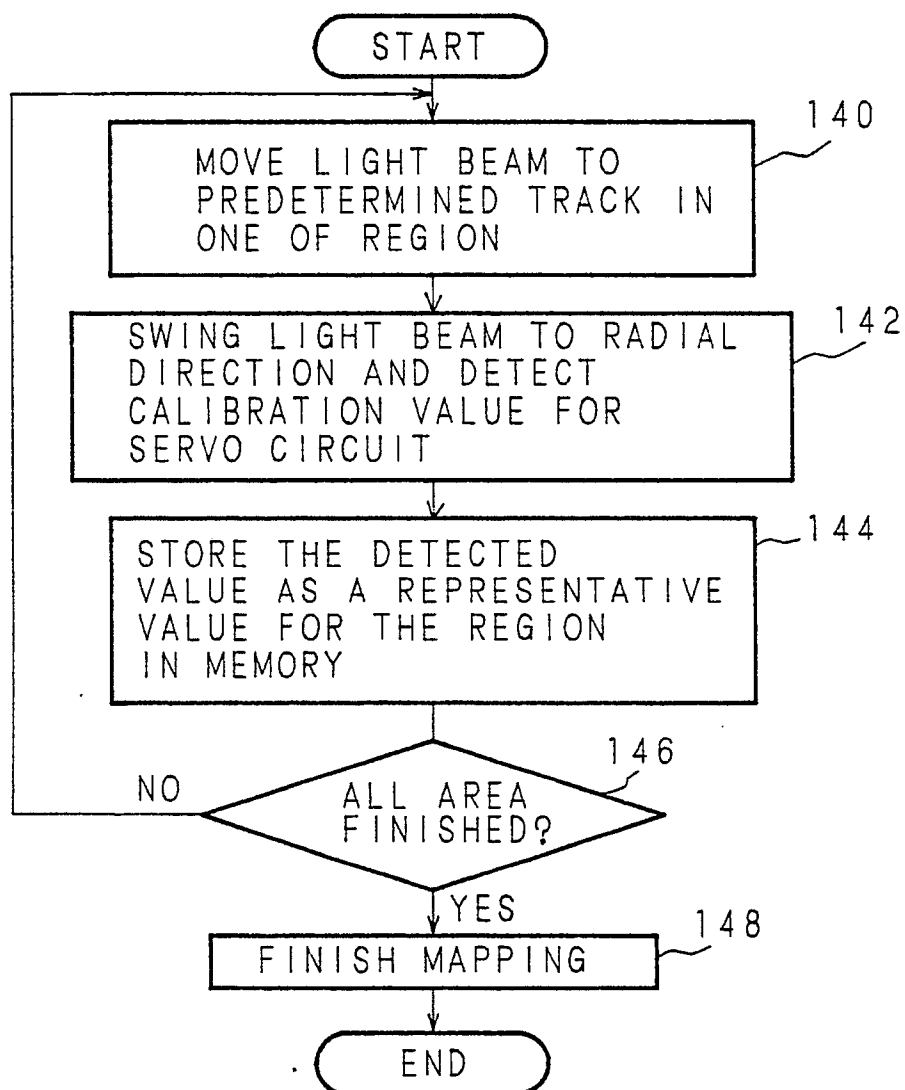 START
140
MOVE LIGHT BEAM TO
PREDETERMINED TRACK IN
ONE OF REGION
142
SWING LIGHT BEAM TO RADIAL
DIRECTION AND DETECT
CALIBRATION VALUE FOR
SERVO CIRCUIT
144
STORE THE DETECTED
VALUE AS A REPRESENTATIVE
VALUE FOR THE REGION
IN MEMORY
146
NO
ALL AREA
FINISHED?
YES
148
FINISH MAPPING
END